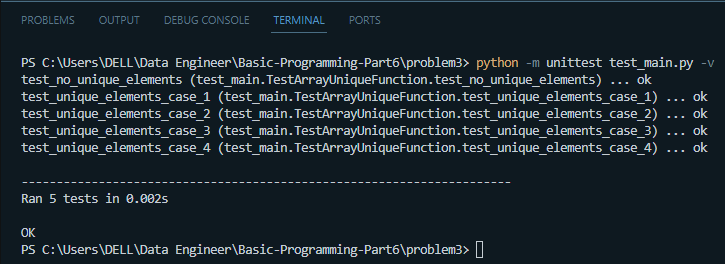 PROBLEMS OUTPUT DEBUG CONSOLE TERMINAL PORTS
PS C:\Users\DELL\Data Engineer\Basic-Programming-Part6\problem3> python -m unittest test_main.py -v
test_no_unique_elements (test_main.TestArrayUniqueFunction.test_no_unique_elements) ... ok
test_unique_elements_case_1 (test_main.TestArrayUniqueFunction.test_unique_elements_case_1) ... ok
test_unique_elements_case_2 (test_main.TestArrayUniqueFunction.test_unique_elements_case_2) ... ok
test_unique_elements_case_3 (test_main.TestArrayUniqueFunction.test_unique_elements_case_3) ... ok
test_unique_elements_case_4 (test_main.TestArrayUniqueFunction.test_unique_elements_case_4) ... ok
----------------------------------------------------------------------
Ran 5 tests in 0.002s
OK
PS C:\Users\DELL\Data Engineer\Basic-Programming-Part6\problem3>